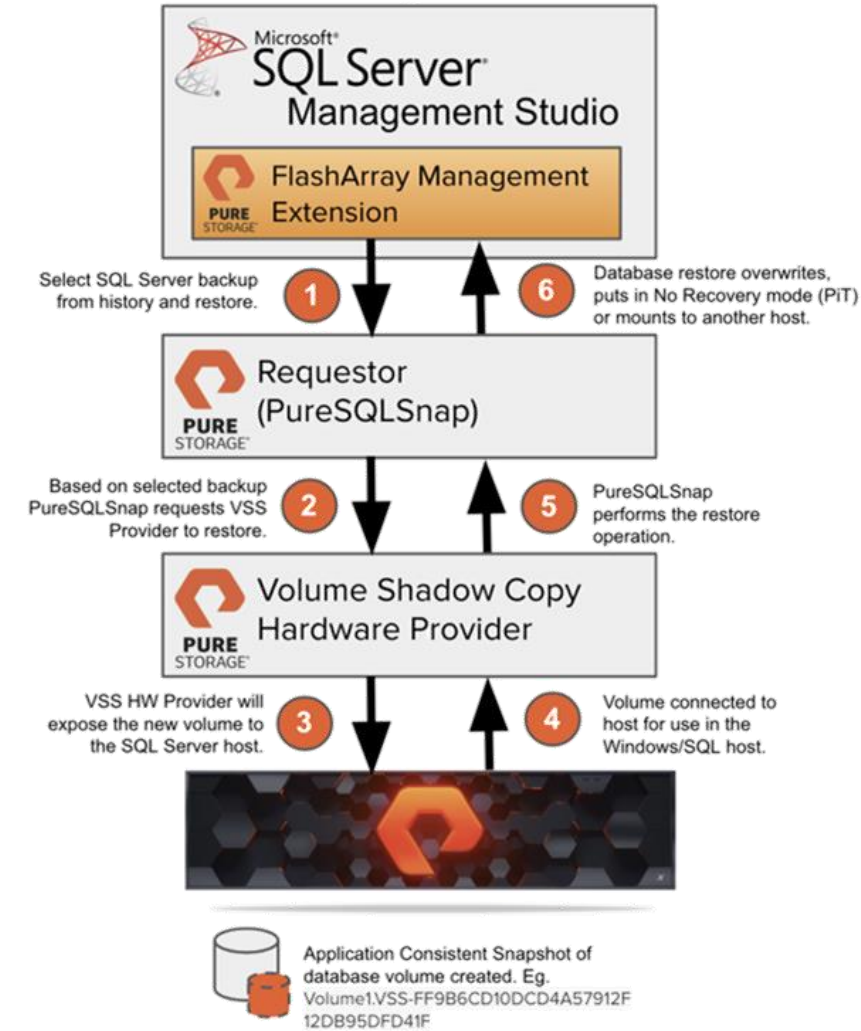 Microsoft®
SQL Server®
Management Studio
PURE
STORAGE®
FlashArray Management
Extension
Select SQL Server backup
from history and restore.
1
6
Database restore overwrites,
puts in No Recovery mode (PiT)
or mounts to another host.
PURE
STORAGE®
Requestor
(PureSQLSnap)
Based on selected backup
PureSQLSnap requests VSS
Provider to restore.
2
5
PureSQLSnap
performs the restore
operation.
PURE
STORAGE®
Volume Shadow Copy
Hardware Provider
VSS HW Provider will
expose the new volume to
the SQL Server host.
3
4
Volume connected to
host for use in the
Windows/SQL host.
Application Consistent Snapshot of
database volume created. Eg.
Volume1.VSS-FF9B6CD10DCD4A57912F
12DB95DFD41F